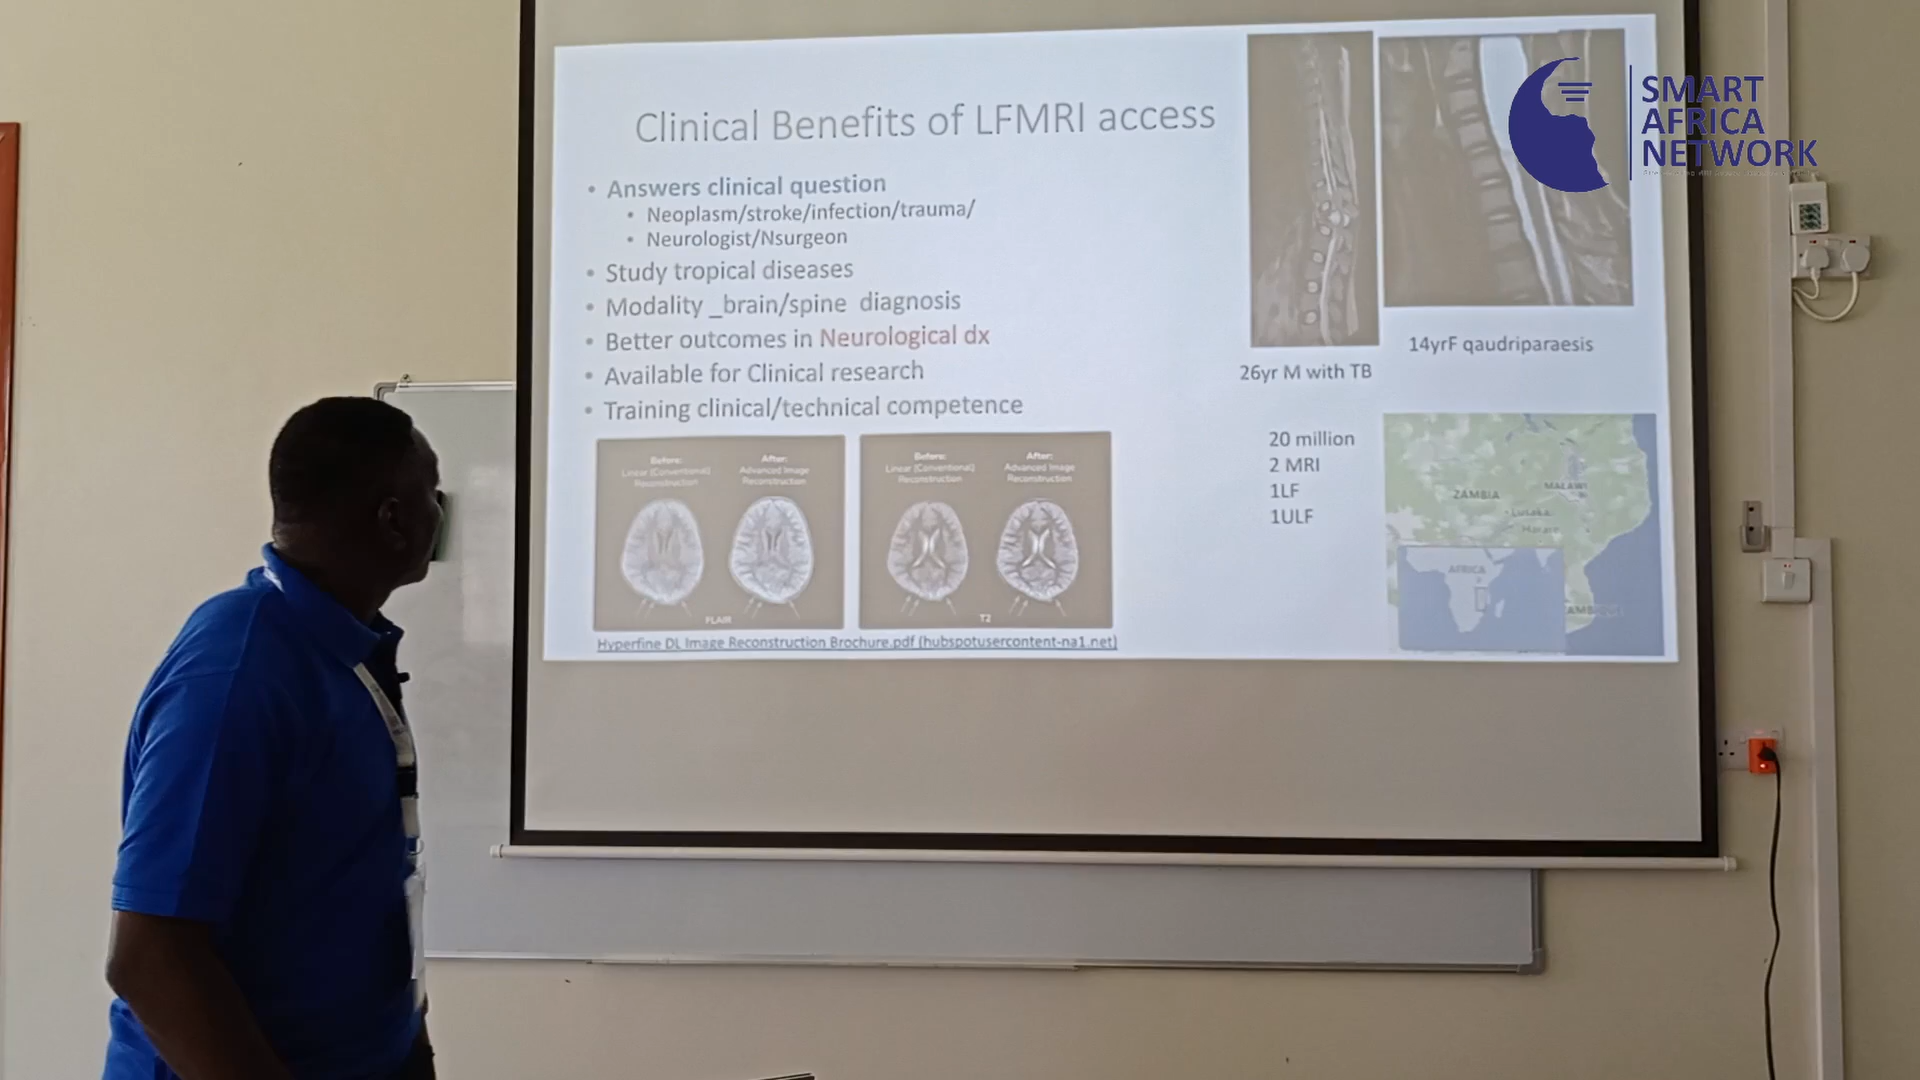 Clinical Benefits of LFMRI access
• Answers clinical question
• Neoplasm/stroke/infection/trauma/
• Neurologist/Nsurgeon
• Study tropical diseases
• Modality _brain/spine diagnosis
• Better outcomes in Neurological dx
• Available for Clinical research
• Training clinical/technical competence
Before:
Linear (Conventional)
Reconstruction
After:
Advanced Image
Reconstruction
FLAIR
Before:
Linear (Conventional)
Reconstruction
After:
Advanced Image
Reconstruction
T2
Hyperfine DL Image Reconstruction Brochure.pdf (hubspotusercontent-na1.net)
26yr M with TB
14yrF qaudriparaesis
20 million
2 MRI
1LF
1ULF
ZAMBIA
MALAWI
Lusaka
Harare
AFRICA
SMART
AFRICA
NETWORK